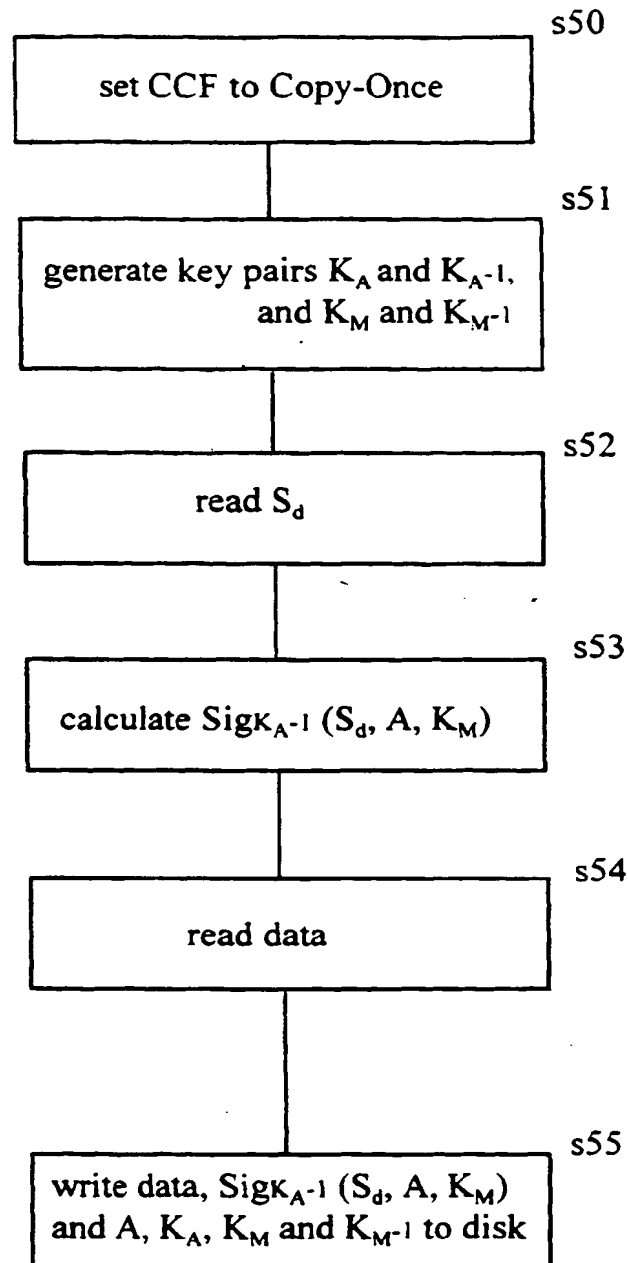 s50
set CCF to Copy-Once
s51
generate key pairs K_A and K_A-1,
and K_M and K_M-1
s52
read S_d
s53
calculate Sig_K_A-1 (S_d, A, K_M)
s54
read data
s55
write data, Sig_K_A-1 (S_d, A, K_M)
and A, K_A, K_M and K_M-1 to disk